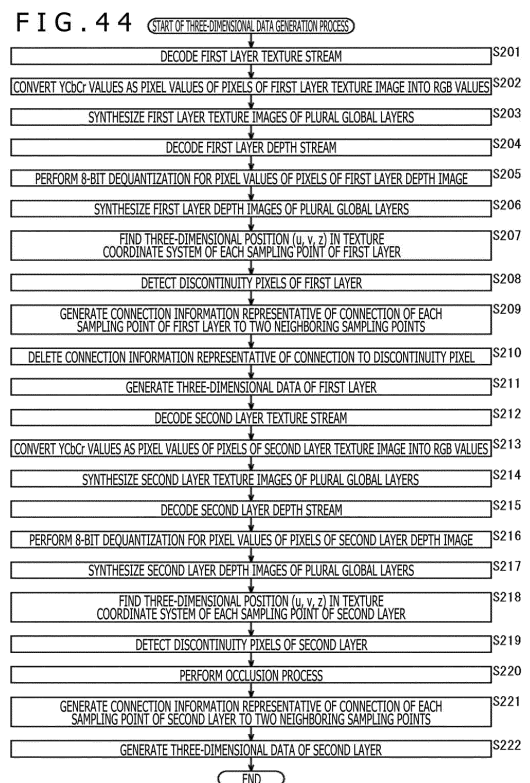 FIG.44
START OF THREE-DIMENSIONAL DATA GENERATION PROCESS
DECODE FIRST LAYER TEXTURE STREAM S201
CONVERT YCbCr VALUES AS PIXEL VALUES OF PIXELS OF FIRST LAYER TEXTURE IMAGE INTO RGB VALUES S202
SYNTHESIZE FIRST LAYER TEXTURE IMAGES OF PLURAL GLOBAL LAYERS S203
DECODE FIRST LAYER DEPTH STREAM S204
PERFORM 8-BIT DEQUANTIZATION FOR PIXEL VALUES OF PIXELS OF FIRST LAYER DEPTH IMAGE S205
SYNTHESIZE FIRST LAYER DEPTH IMAGES OF PLURAL GLOBAL LAYERS S206
FIND THREE-DIMENSIONAL POSITION (u, v, z) IN TEXTURE S207
COORDINATE SYSTEM OF EACH SAMPLING POINT OF FIRST LAYER
DETECT DISCONTINUITY PIXELS OF FIRST LAYER S208
GENERATE CONNECTION INFORMATION REPRESENTATIVE OF CONNECTION OF EACH S209
SAMPLING POINT OF FIRST LAYER TO TWO NEIGHBORING SAMPLING POINTS
DELETE CONNECTION INFORMATION REPRESENTATIVE OF CONNECTION TO DISCONTINUITY PIXEL S210
GENERATE THREE-DIMENSIONAL DATA OF FIRST LAYER S211
DECODE SECOND LAYER TEXTURE STREAM S212
CONVERT YCbCr VALUES AS PIXEL VALUES OF PIXELS OF SECOND LAYER TEXTURE IMAGE INTO RGB VALUES S213
SYNTHESIZE SECOND LAYER TEXTURE IMAGES OF PLURAL GLOBAL LAYERS S214
DECODE SECOND LAYER DEPTH STREAM S215
PERFORM 8-BIT DEQUANTIZATION FOR PIXEL VALUES OF PIXELS OF SECOND LAYER DEPTH IMAGE S216
SYNTHESIZE SECOND LAYER DEPTH IMAGES OF PLURAL GLOBAL LAYERS S217
FIND THREE-DIMENSIONAL POSITION (u, v, z) IN TEXTURE S218
COORDINATE SYSTEM OF EACH SAMPLING POINT OF SECOND LAYER
DETECT DISCONTINUITY PIXELS OF SECOND LAYER S219
PERFORM OCCLUSION PROCESS S220
GENERATE CONNECTION INFORMATION REPRESENTATIVE OF CONNECTION OF EACH S221
SAMPLING POINT OF SECOND LAYER TO TWO NEIGHBORING SAMPLING POINTS
GENERATE THREE-DIMENSIONAL DATA OF SECOND LAYER S222
END